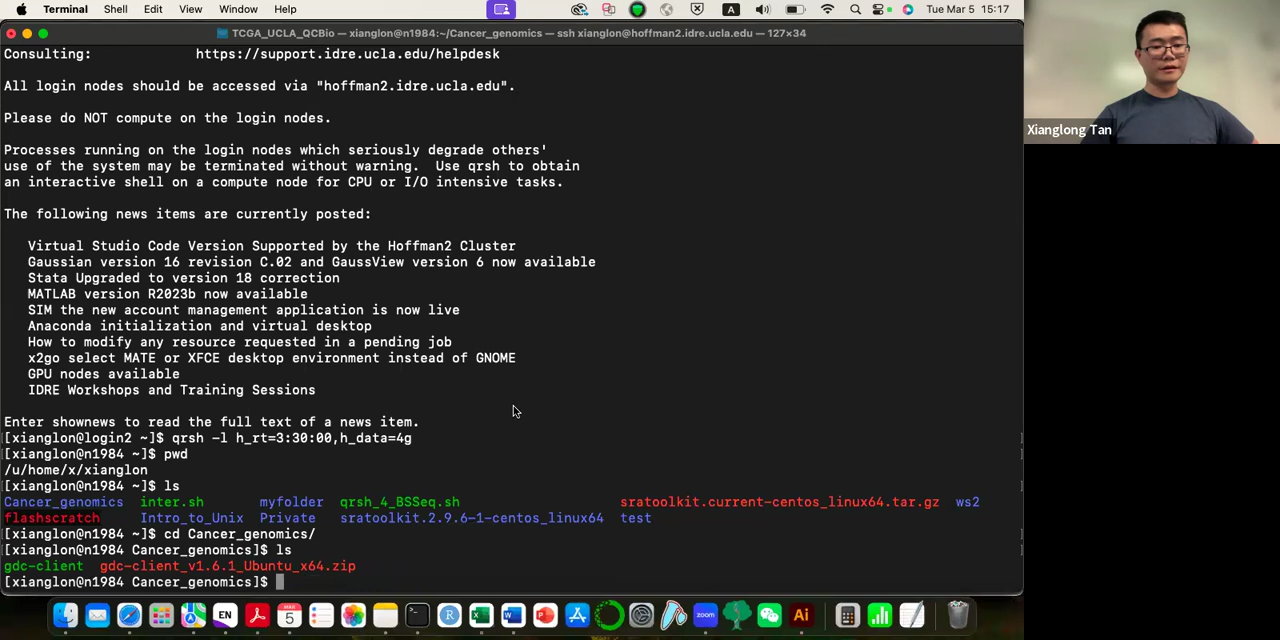 Terminal Shell Edit View Window Help A Tue Mar 5 15:17
TCGA_UCLA_QCBio — xianglon@n1984:~/Cancer_genomics — ssh xianglon@hoffman2.idre.ucla.edu — 127×34
Consulting: https://support.idre.ucla.edu/helpdesk
All login nodes should be accessed via "hoffman2.idre.ucla.edu".
Please do NOT compute on the login nodes.
Processes running on the login nodes which seriously degrade others'
use of the system may be terminated without warning. Use qrsh to obtain
an interactive shell on a compute node for CPU or I/O intensive tasks.
The following news items are currently posted:
Virtual Studio Code Version Supported by the Hoffman2 Cluster
Gaussian version 16 revision C.02 and GaussView version 6 now available
Stata Upgraded to version 18 correction
MATLAB version R2023b now available
SIM the new account management application is now live
Anaconda initialization and virtual desktop
How to modify any resource requested in a pending job
x2go select MATE or XFCE desktop environment instead of GNOME
GPU nodes available
IDRE Workshops and Training Sessions
Enter shownews to read the full text of a news item.
[xianglon@login2 ~]$ qrsh -l h_rt=3:30:00,h_data=4g
[xianglon@n1984 ~]$ pwd
/u/home/x/xianglon
[xianglon@n1984 ~]$ ls
Cancer_genomics inter.sh myfolder qrsh_4_BSSeq.sh sratoolkit.current-centos_linux64.tar.gz ws2
flashscratch Intro_to_Unix Private sratoolkit.2.9.6-1-centos_linux64 test
[xianglon@n1984 ~]$ cd Cancer_genomics/
[xianglon@n1984 Cancer_genomics]$ ls
gdc-client gdc-client_v1.6.1_Ubuntu_x64.zip
[xianglon@n1984 Cancer_genomics]$
Xianglong Tan
EN
5
R
X
W
P
zoom
Ai